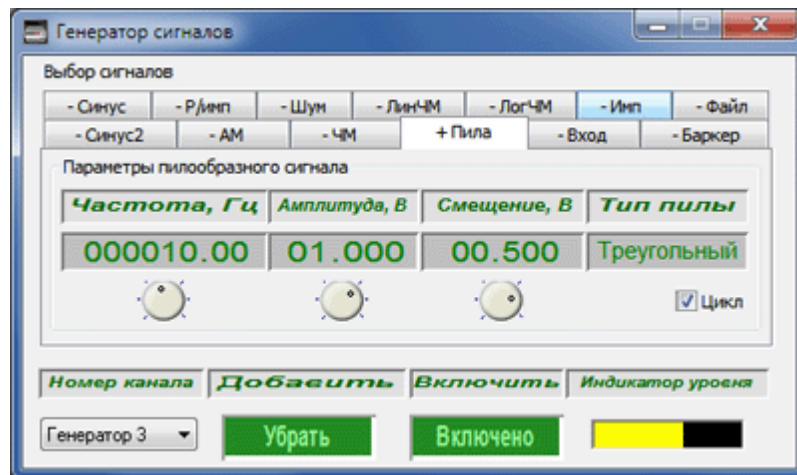 Генератор сигналов
Выбор сигналов
- Синус - Р/имп - Шум - ЛинЧМ - ЛогЧМ - Имп - Файл
- Синус2 - АМ - ЧМ + Пила - Вход - Баркер
Параметры пилообразного сигнала
Частота, Гц Амплитуда, В Смещение, В Тип пилы
000010.00 01.000 00.500 Треугольный
Цикл
Номер канала Добавить Включить Индикатор уровня
Генератор 3 Убрать Включено